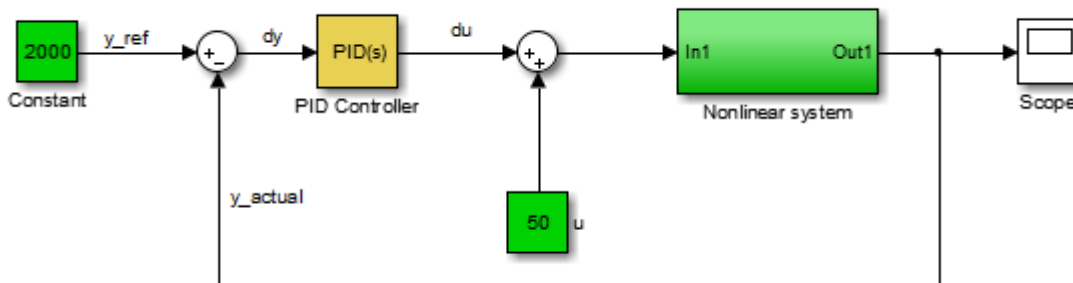 y_ref
dy
du
2000
+
−
PID(s)
+
+
In1
Out1
Constant
PID Controller
Nonlinear system
Scope
y_actual
50
u